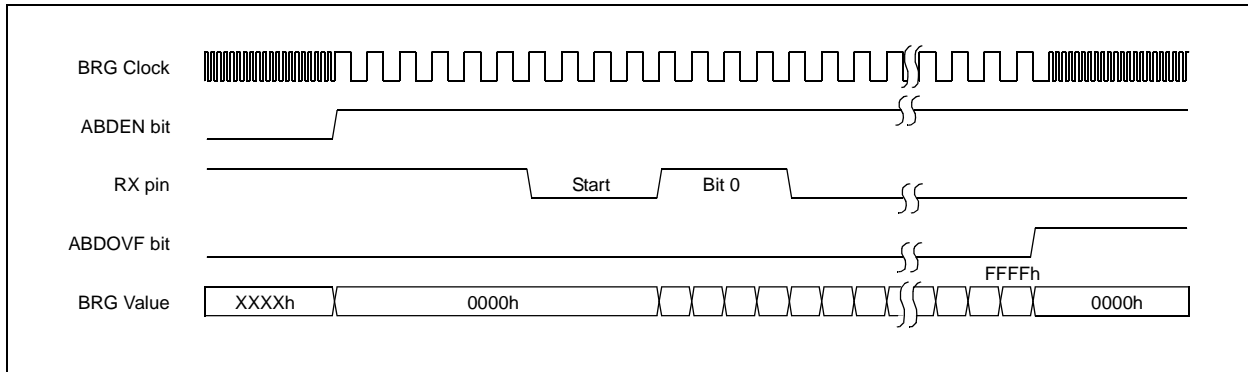 BRG Clock
ABDEN bit
RX pin
Start
Bit 0
ABDOVF bit
FFFFh
BRG Value
XXXXh
0000h
0000h